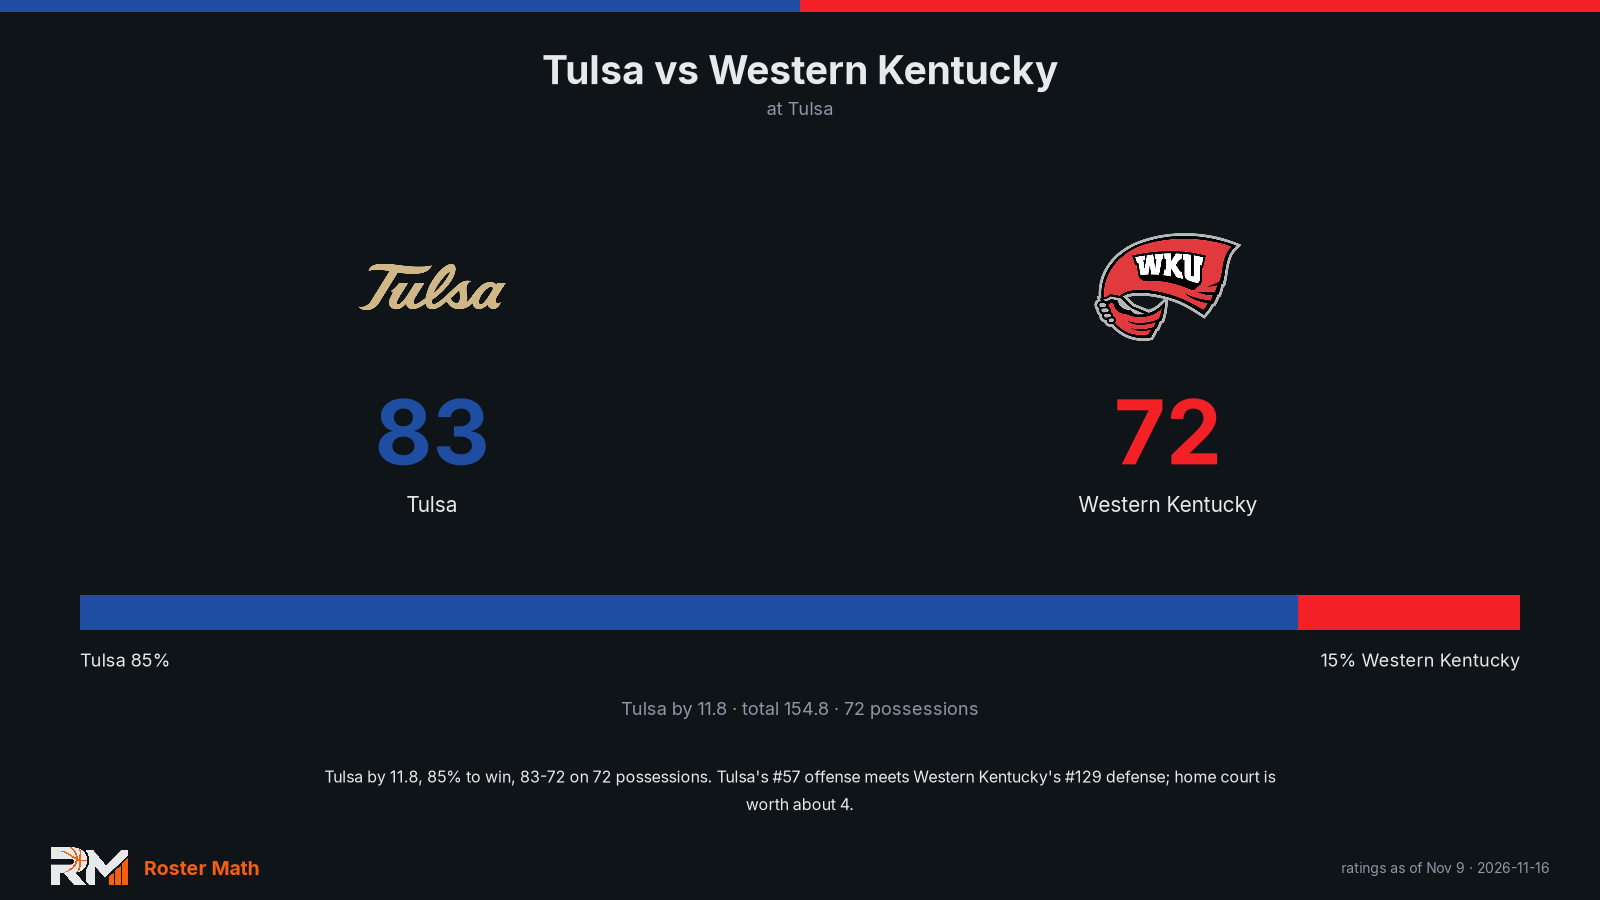 Tulsa vs Western Kentucky
at Tulsa
Tulsa
WKU
83
72
Tulsa
Western Kentucky
Tulsa 85%
15% Western Kentucky
Tulsa by 11.8 · total 154.8 · 72 possessions
Tulsa by 11.8, 85% to win, 83-72 on 72 possessions. Tulsa's #57 offense meets Western Kentucky's #129 defense; home court is
worth about 4.
RM
Roster Math
ratings as of Nov 9 · 2026-11-16